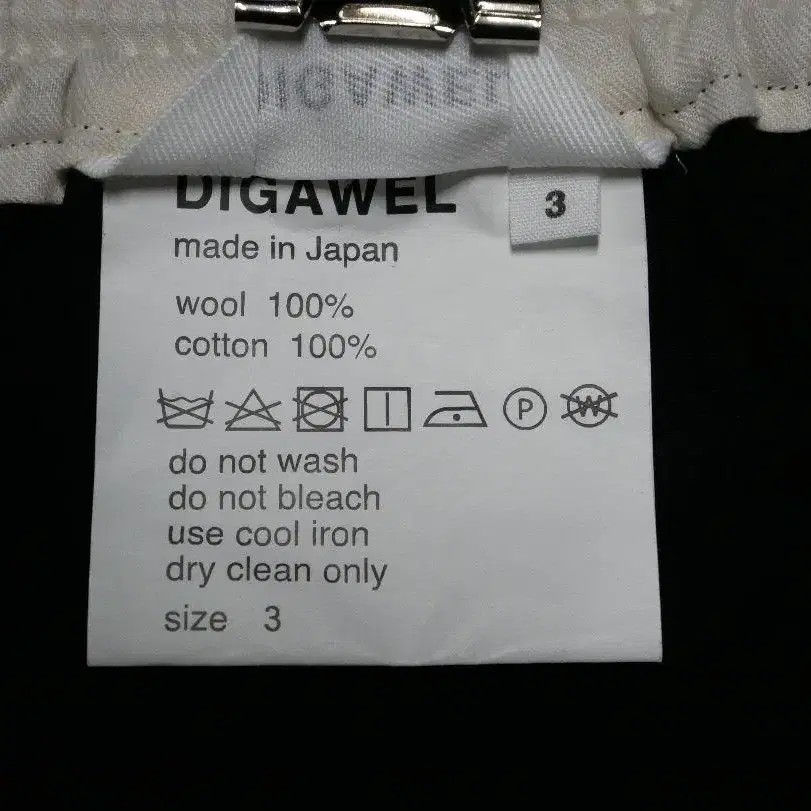 DIGAWEL
DIGAWEL
3
made in Japan
wool 100%
cotton 100%
P W
do not wash
do not bleach
use cool iron
dry clean only
size 3